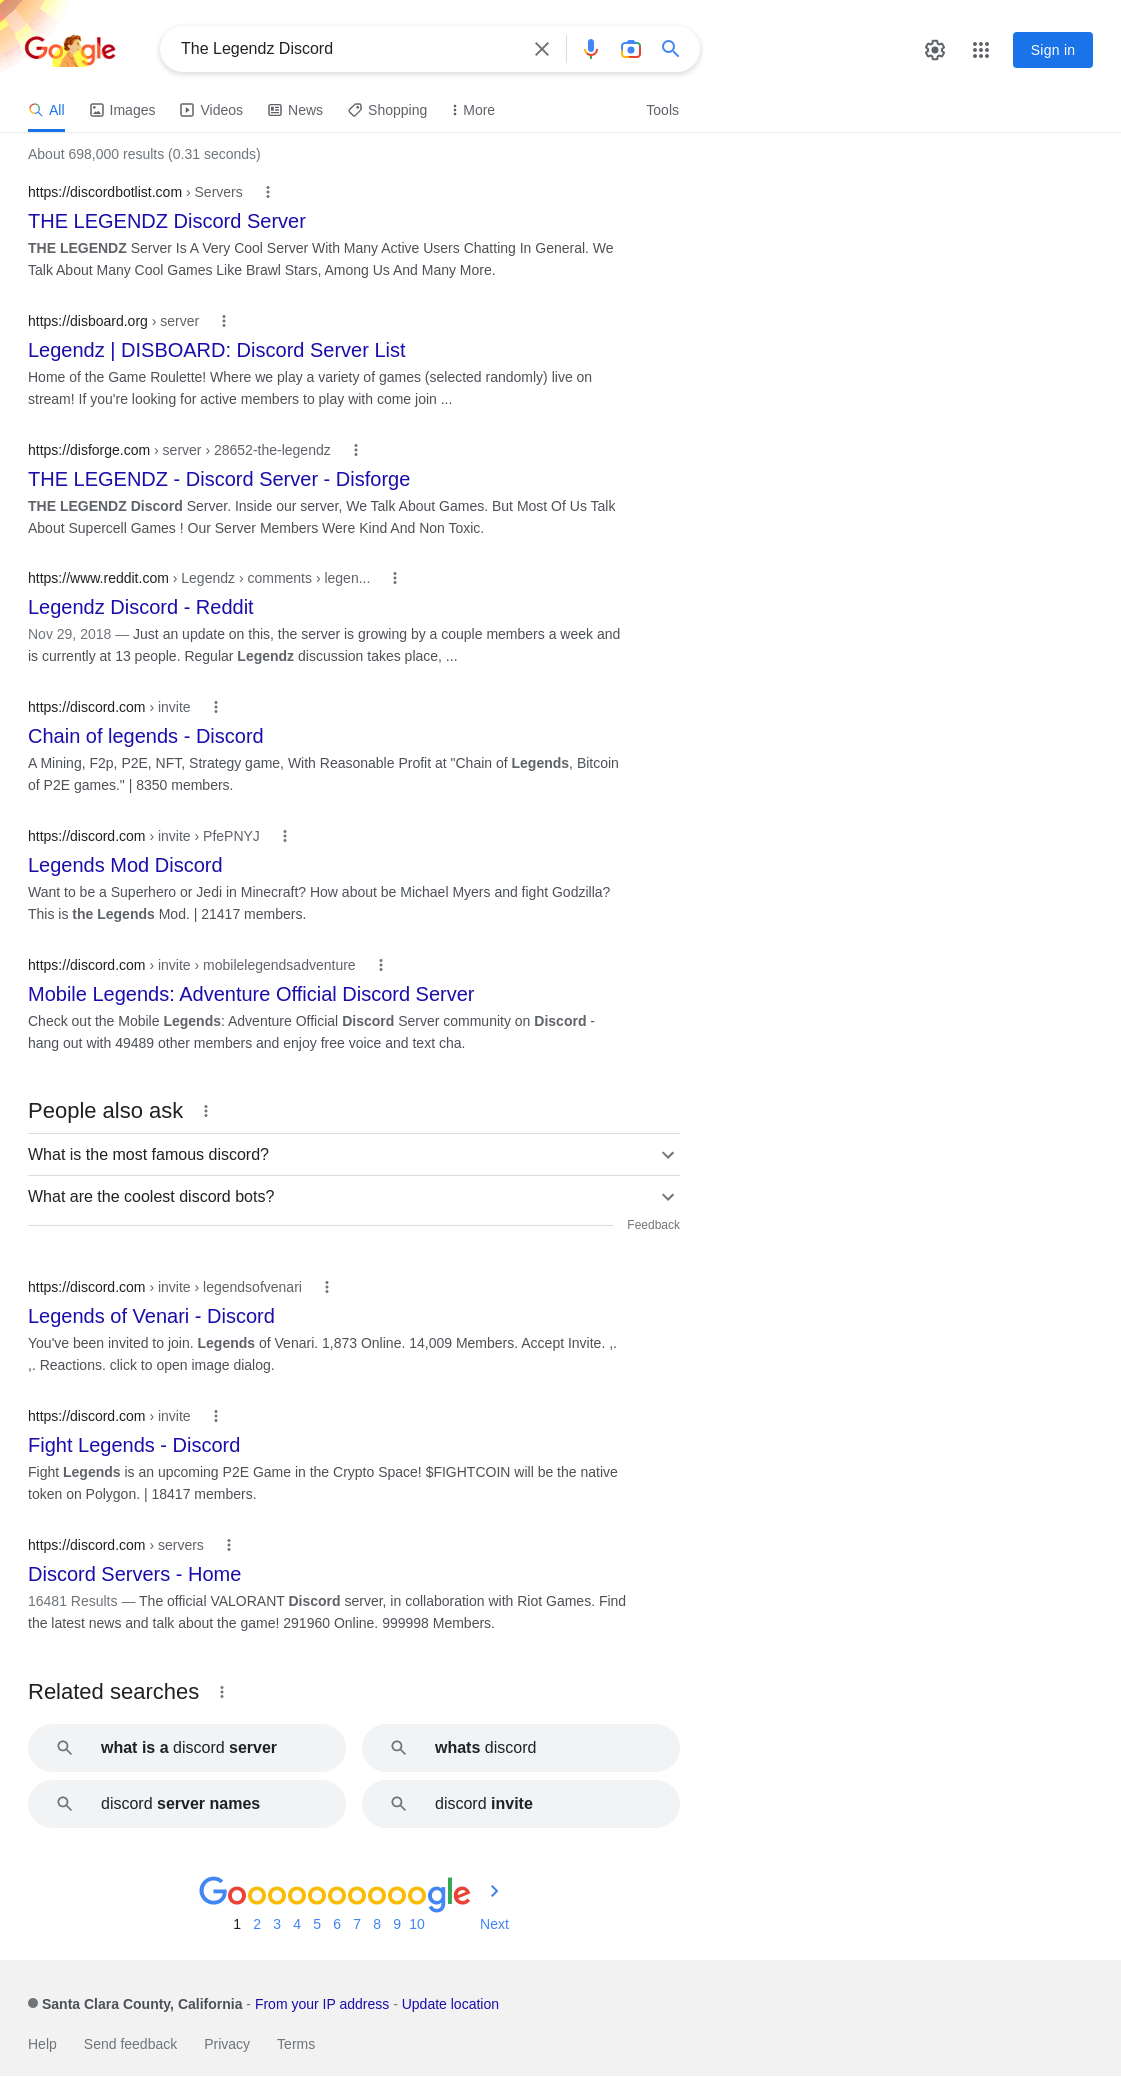 Google
The Legendz Discord
Sign in
All Images Videos News Shopping More Tools
About 698,000 results (0.31 seconds)
https://discordbotlist.com › Servers
THE LEGENDZ Discord Server
THE LEGENDZ Server Is A Very Cool Server With Many Active Users Chatting In General. We
Talk About Many Cool Games Like Brawl Stars, Among Us And Many More.
https://disboard.org › server
Legendz | DISBOARD: Discord Server List
Home of the Game Roulette! Where we play a variety of games (selected randomly) live on
stream! If you're looking for active members to play with come join ...
https://disforge.com › server › 28652-the-legendz
THE LEGENDZ - Discord Server - Disforge
THE LEGENDZ Discord Server. Inside our server, We Talk About Games. But Most Of Us Talk
About Supercell Games ! Our Server Members Were Kind And Non Toxic.
https://www.reddit.com › Legendz › comments › legen...
Legendz Discord - Reddit
Nov 29, 2018 — Just an update on this, the server is growing by a couple members a week and
is currently at 13 people. Regular Legendz discussion takes place, ...
https://discord.com › invite
Chain of legends - Discord
A Mining, F2p, P2E, NFT, Strategy game, With Reasonable Profit at "Chain of Legends, Bitcoin
of P2E games." | 8350 members.
https://discord.com › invite › PfePNYJ
Legends Mod Discord
Want to be a Superhero or Jedi in Minecraft? How about be Michael Myers and fight Godzilla?
This is the Legends Mod. | 21417 members.
https://discord.com › invite › mobilelegendsadventure
Mobile Legends: Adventure Official Discord Server
Check out the Mobile Legends: Adventure Official Discord Server community on Discord -
hang out with 49489 other members and enjoy free voice and text cha.
People also ask
What is the most famous discord?
What are the coolest discord bots?
Feedback
https://discord.com › invite › legendsofvenari
Legends of Venari - Discord
You've been invited to join. Legends of Venari. 1,873 Online. 14,009 Members. Accept Invite. ,.
,. Reactions. click to open image dialog.
https://discord.com › invite
Fight Legends - Discord
Fight Legends is an upcoming P2E Game in the Crypto Space! $FIGHTCOIN will be the native
token on Polygon. | 18417 members.
https://discord.com › servers
Discord Servers - Home
16481 Results — The official VALORANT Discord server, in collaboration with Riot Games. Find
the latest news and talk about the game! 291960 Online. 999998 Members.
Related searches
what is a discord server whats discord
discord server names discord invite
Goooooooooogle
1 2 3 4 5 6 7 8 9 10 Next
Santa Clara County, California - From your IP address - Update location
Help Send feedback Privacy Terms